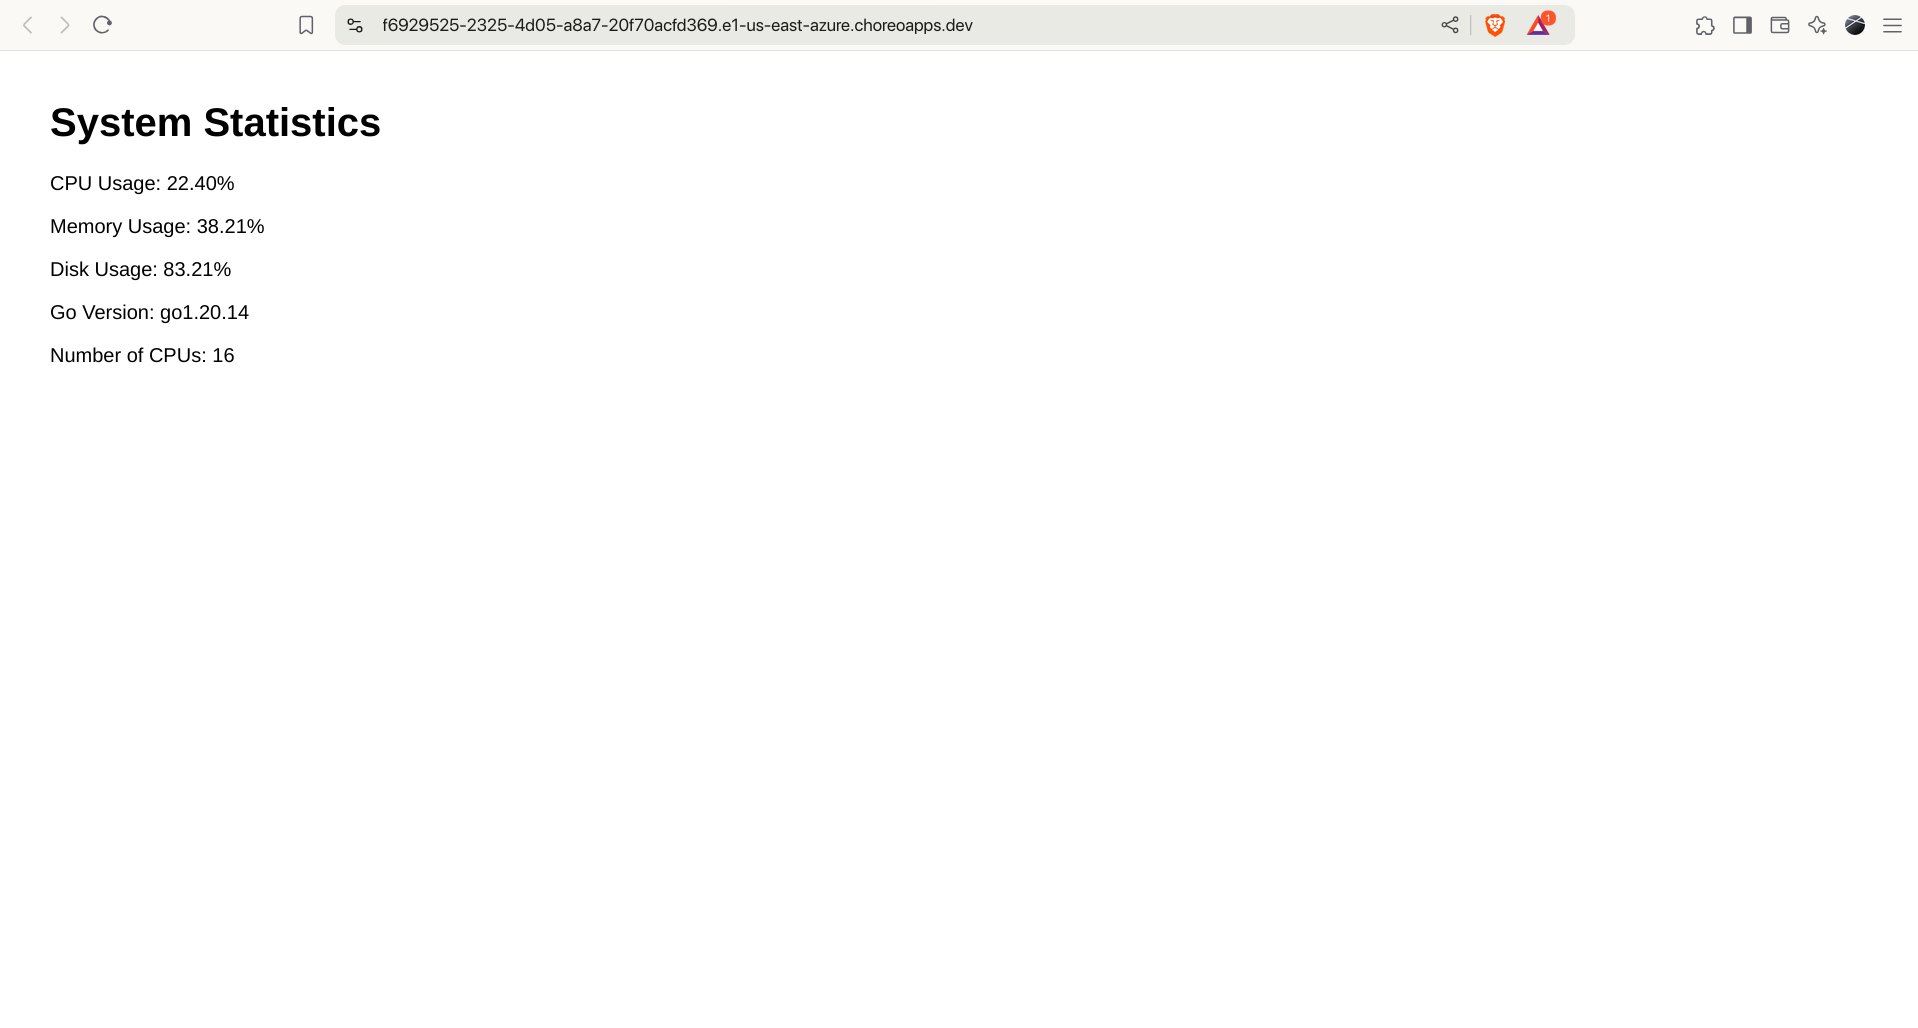 f6929525-2325-4d05-a8a7-20f70acfd369.e1-us-east-azure.choreoapps.dev
1
System Statistics
CPU Usage: 22.40%
Memory Usage: 38.21%
Disk Usage: 83.21%
Go Version: go1.20.14
Number of CPUs: 16